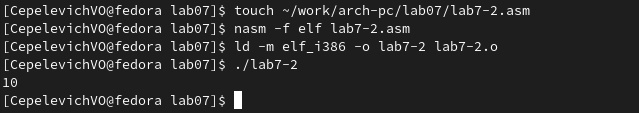 [CepelevichVO@fedora lab07]$ touch ~/work/arch-pc/lab07/lab7-2.asm
[CepelevichVO@fedora lab07]$ nasm -f elf lab7-2.asm
[CepelevichVO@fedora lab07]$ ld -m elf_i386 -o lab7-2 lab7-2.o
[CepelevichVO@fedora lab07]$ ./lab7-2
10
[CepelevichVO@fedora lab07]$